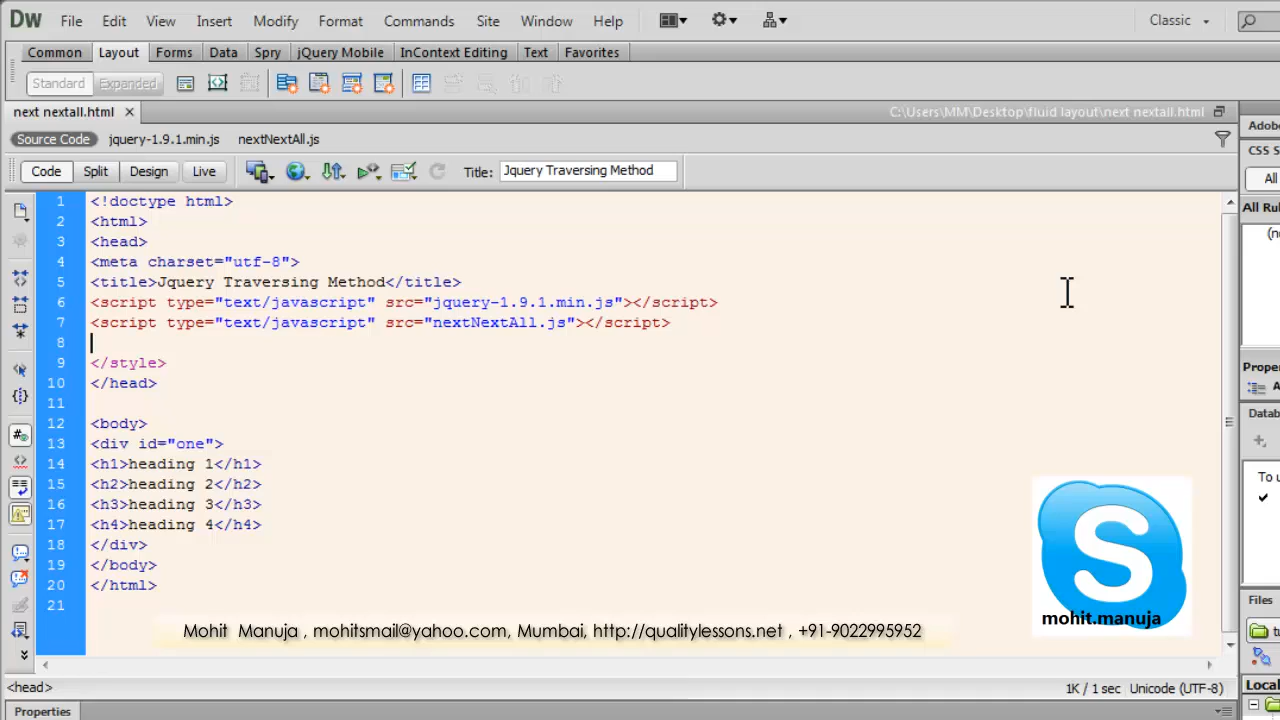 Dw File Edit View Insert Modify Format Commands Site Window Help Classic
Common Layout Forms Data Spry jQuery Mobile InContext Editing Text Favorites
Standard Expanded
next nextall.html C:\Users\MM\Desktop\fluid layout\next nextall.html
Source Code jquery-1.9.1.min.js nextNextAll.js
Code Split Design Live Title: Jquery Traversing Method
1 <!doctype html>
2 <html>
3 <head>
4 <meta charset="utf-8">
5 <title>Jquery Traversing Method</title>
6 <script type="text/javascript" src="jquery-1.9.1.min.js"></script>
7 <script type="text/javascript" src="nextNextAll.js"></script>
8
9 </style>
10 </head>
11
12 <body>
13 <div id="one">
14 <h1>heading 1</h1>
15 <h2>heading 2</h2>
16 <h3>heading 3</h3>
17 <h4>heading 4</h4>
18 </div>
19 </body>
20 </html>
21
Adob
CSS S
All
All Ru
(n
Proper
A
Datab
To u
Files
tu
Local
S
mohit.manuja
Mohit Manuja , mohitsmail@yahoo.com, Mumbai, http://qualitylessons.net , +91-9022995952
<head> 1K / 1 sec Unicode (UTF-8)
Properties